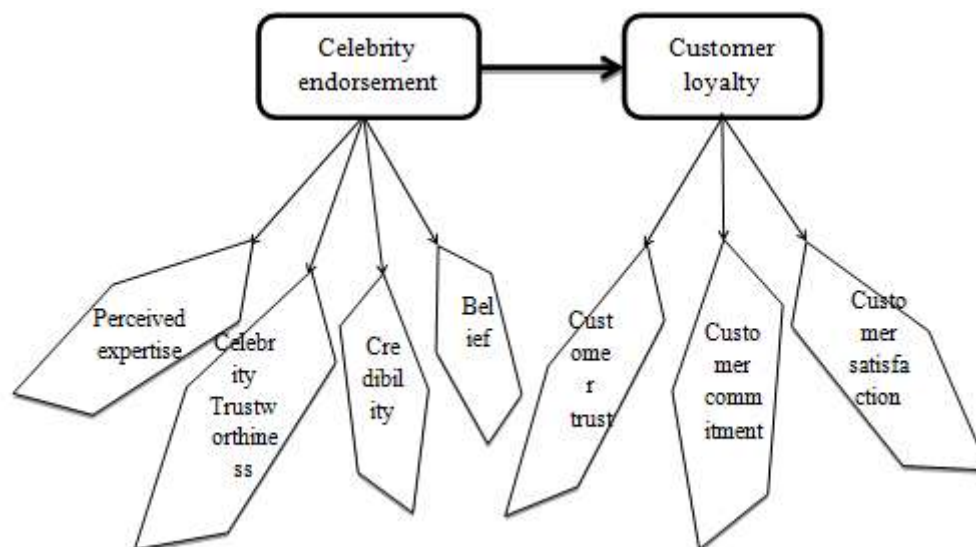 Celebrity
endorsement
Customer
loyalty
Perceived
expertise
Celebr
ity
Trustw
orthine
ss
Cre
dibil
ity
Bel
ief
Cust
ome
r
trust
Custo
mer
comm
itment
Custo
mer
satisfa
ction